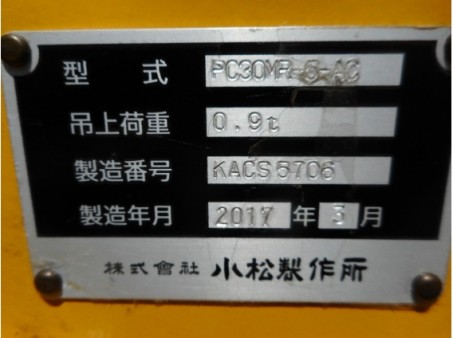 型 式 PC30MR-5-AC
吊上荷重 0.9t
製造番号 KACS5706
製造年月 2017 年 3 月
株式會社 小松製作所